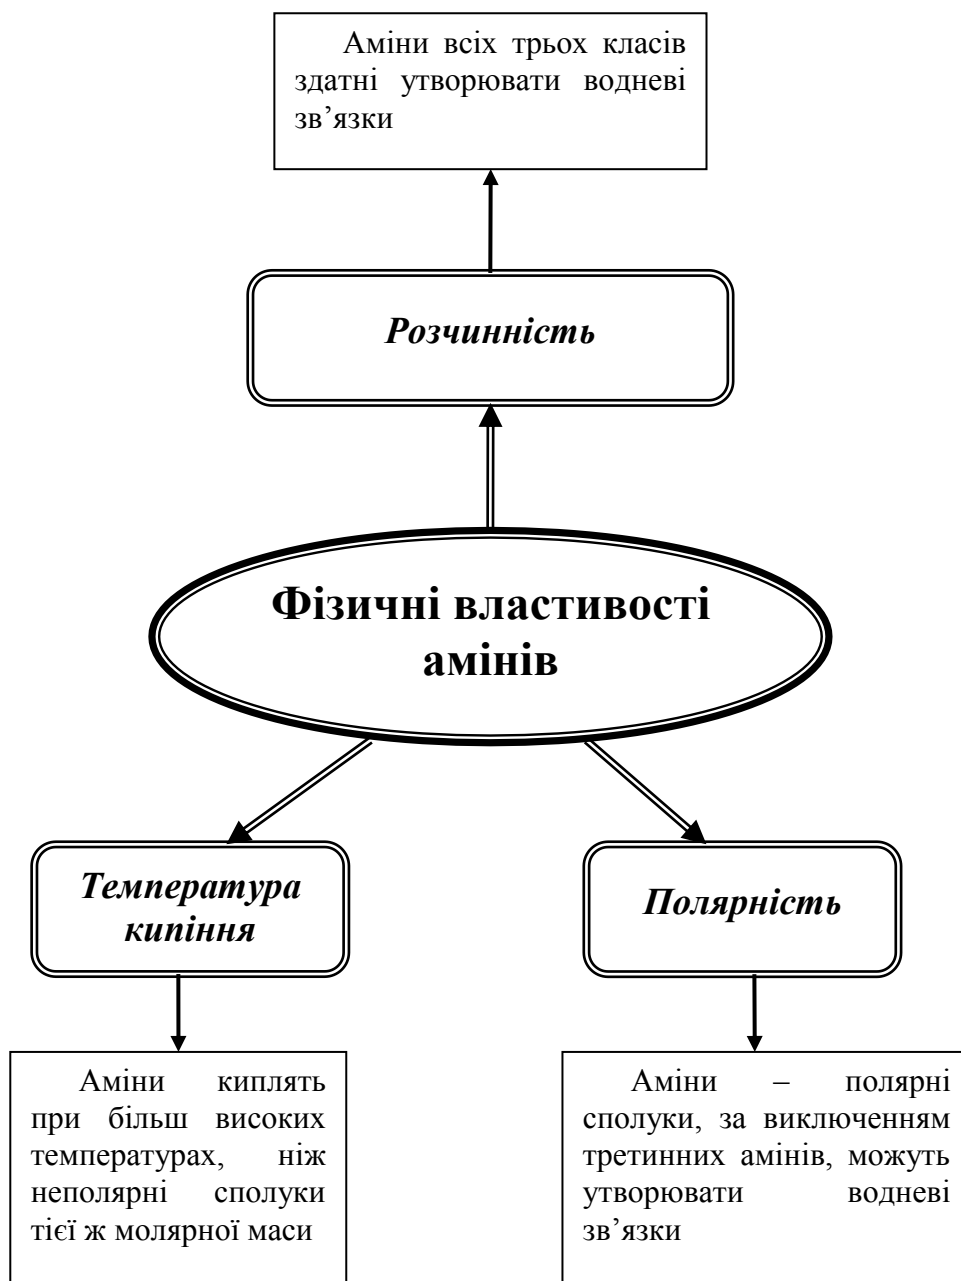 Аміни всіх трьох класів
здатні утворювати водневі
зв’язки
Розчинність
Фізичні властивості
амінів
Температура
кипіння
Полярність
Аміни киплять
при більш високих
температурах, ніж
неполярні сполуки
тієї ж молярної маси
Аміни – полярні
сполуки, за виключенням
третинних амінів, можуть
утворювати водневі
зв’язки